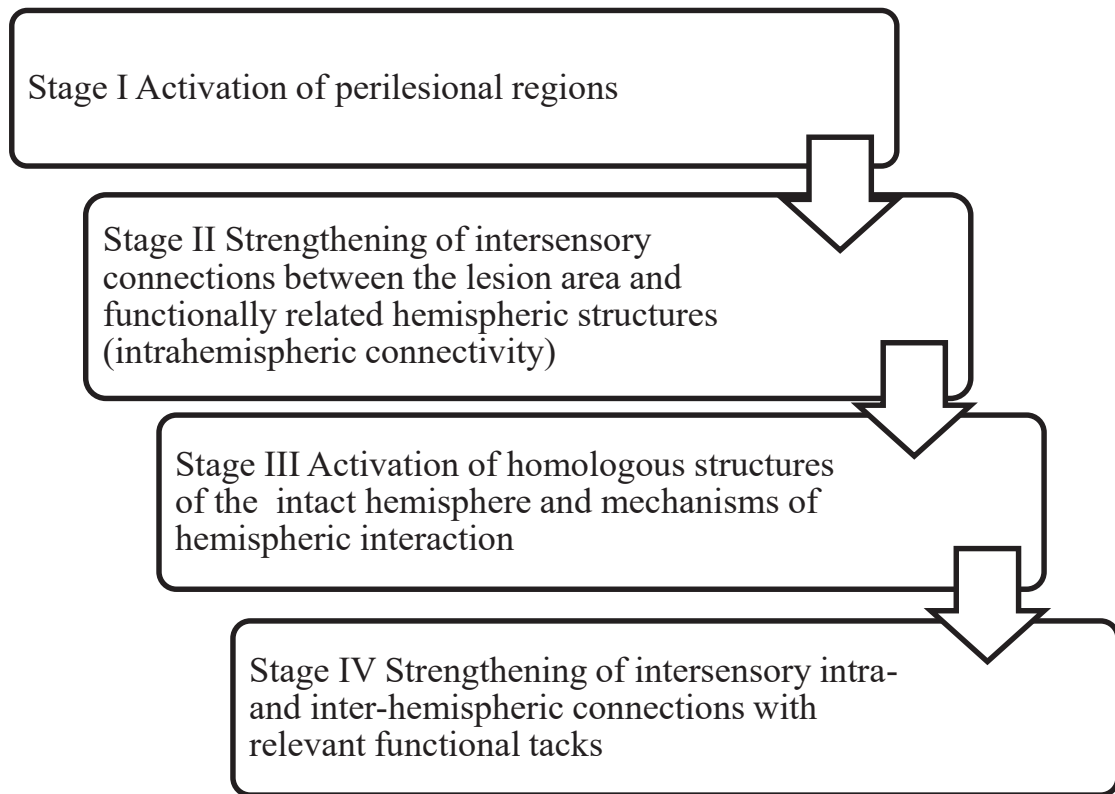 Stage I Activation of perilesional regions
Stage II Strengthening of intersensory
connections between the lesion area and
functionally related hemispheric structures
(intrahemispheric connectivity)
Stage III Activation of homologous structures
of the  intact hemisphere and mechanisms of
hemispheric interaction
Stage IV Strengthening of intersensory intra-
and inter-hemispheric connections with
relevant functional tacks